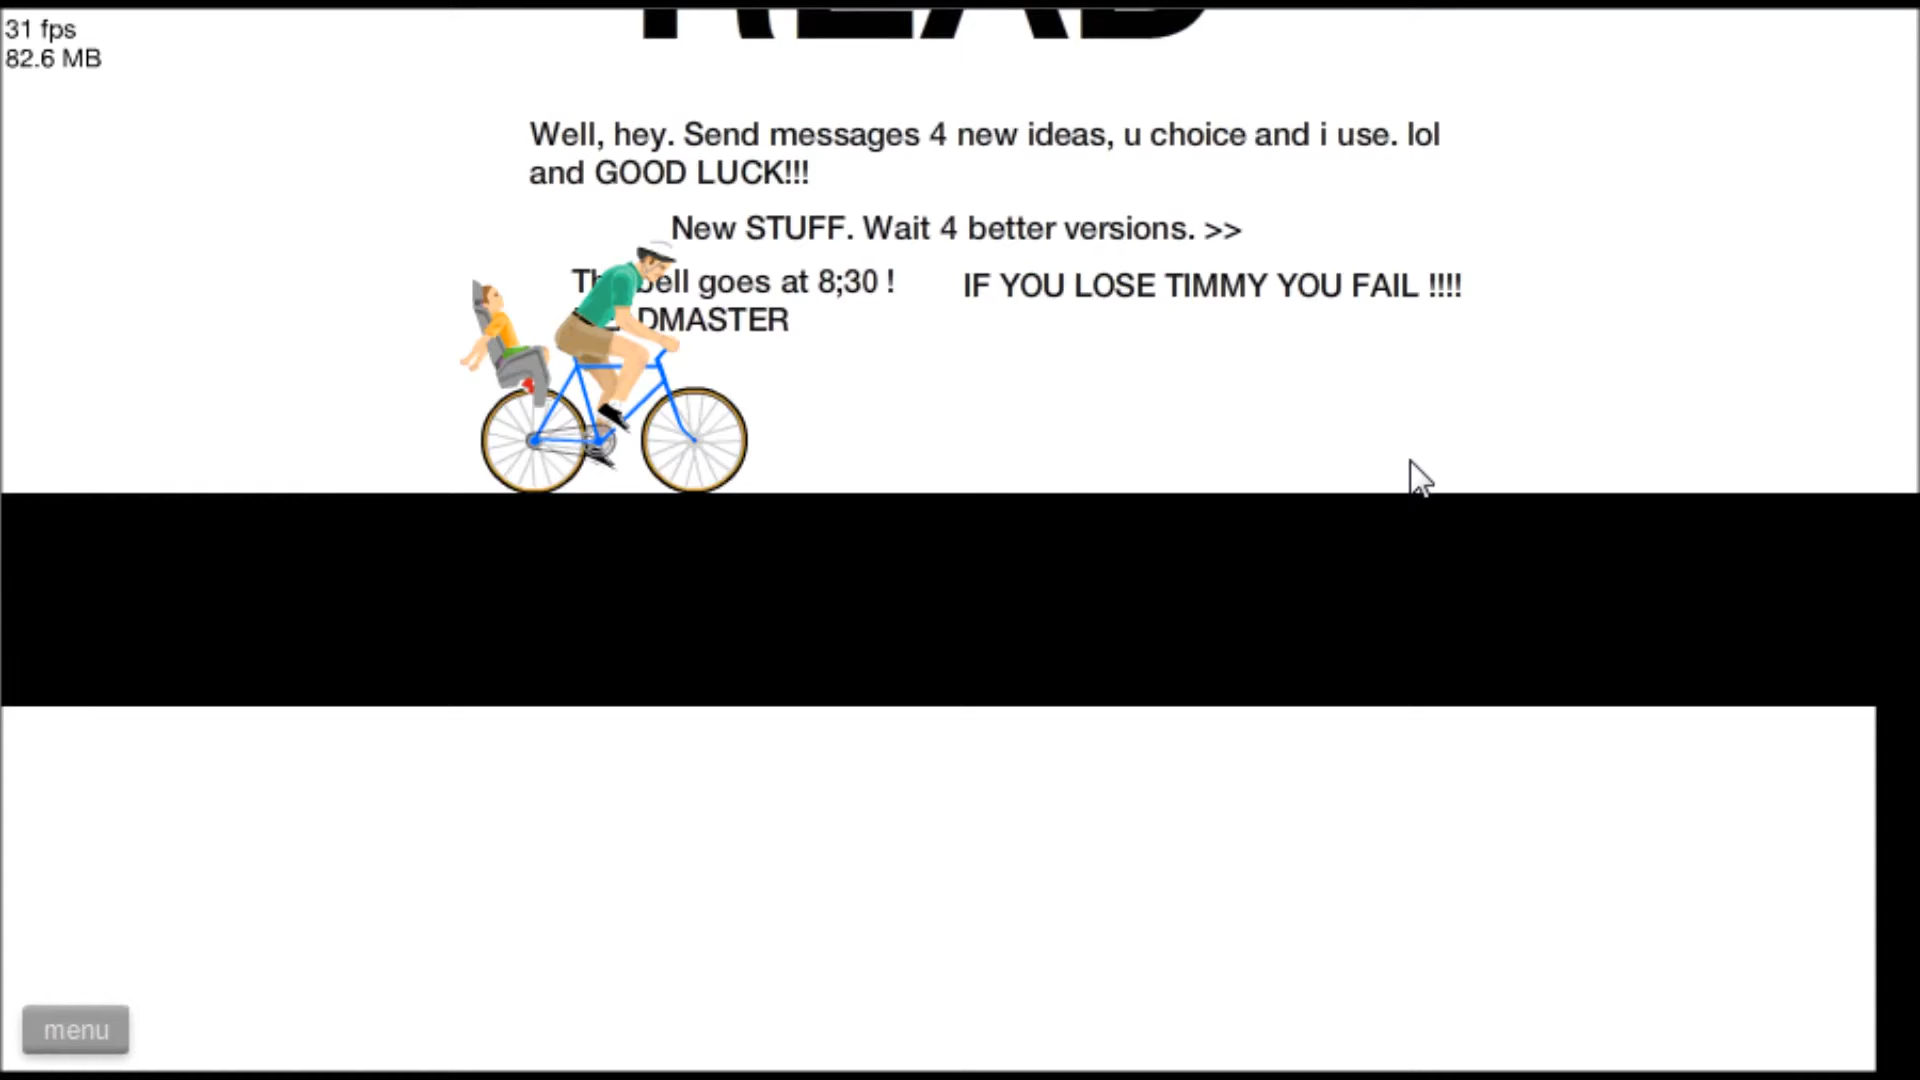 31 fps
82.6 MB
READ
Well, hey. Send messages 4 new ideas, u choice and i use. lol
and GOOD LUCK!!!
New STUFF. Wait 4 better versions. >>
bell goes at 8;30 !
IF YOU LOSE TIMMY YOU FAIL !!!!
menu